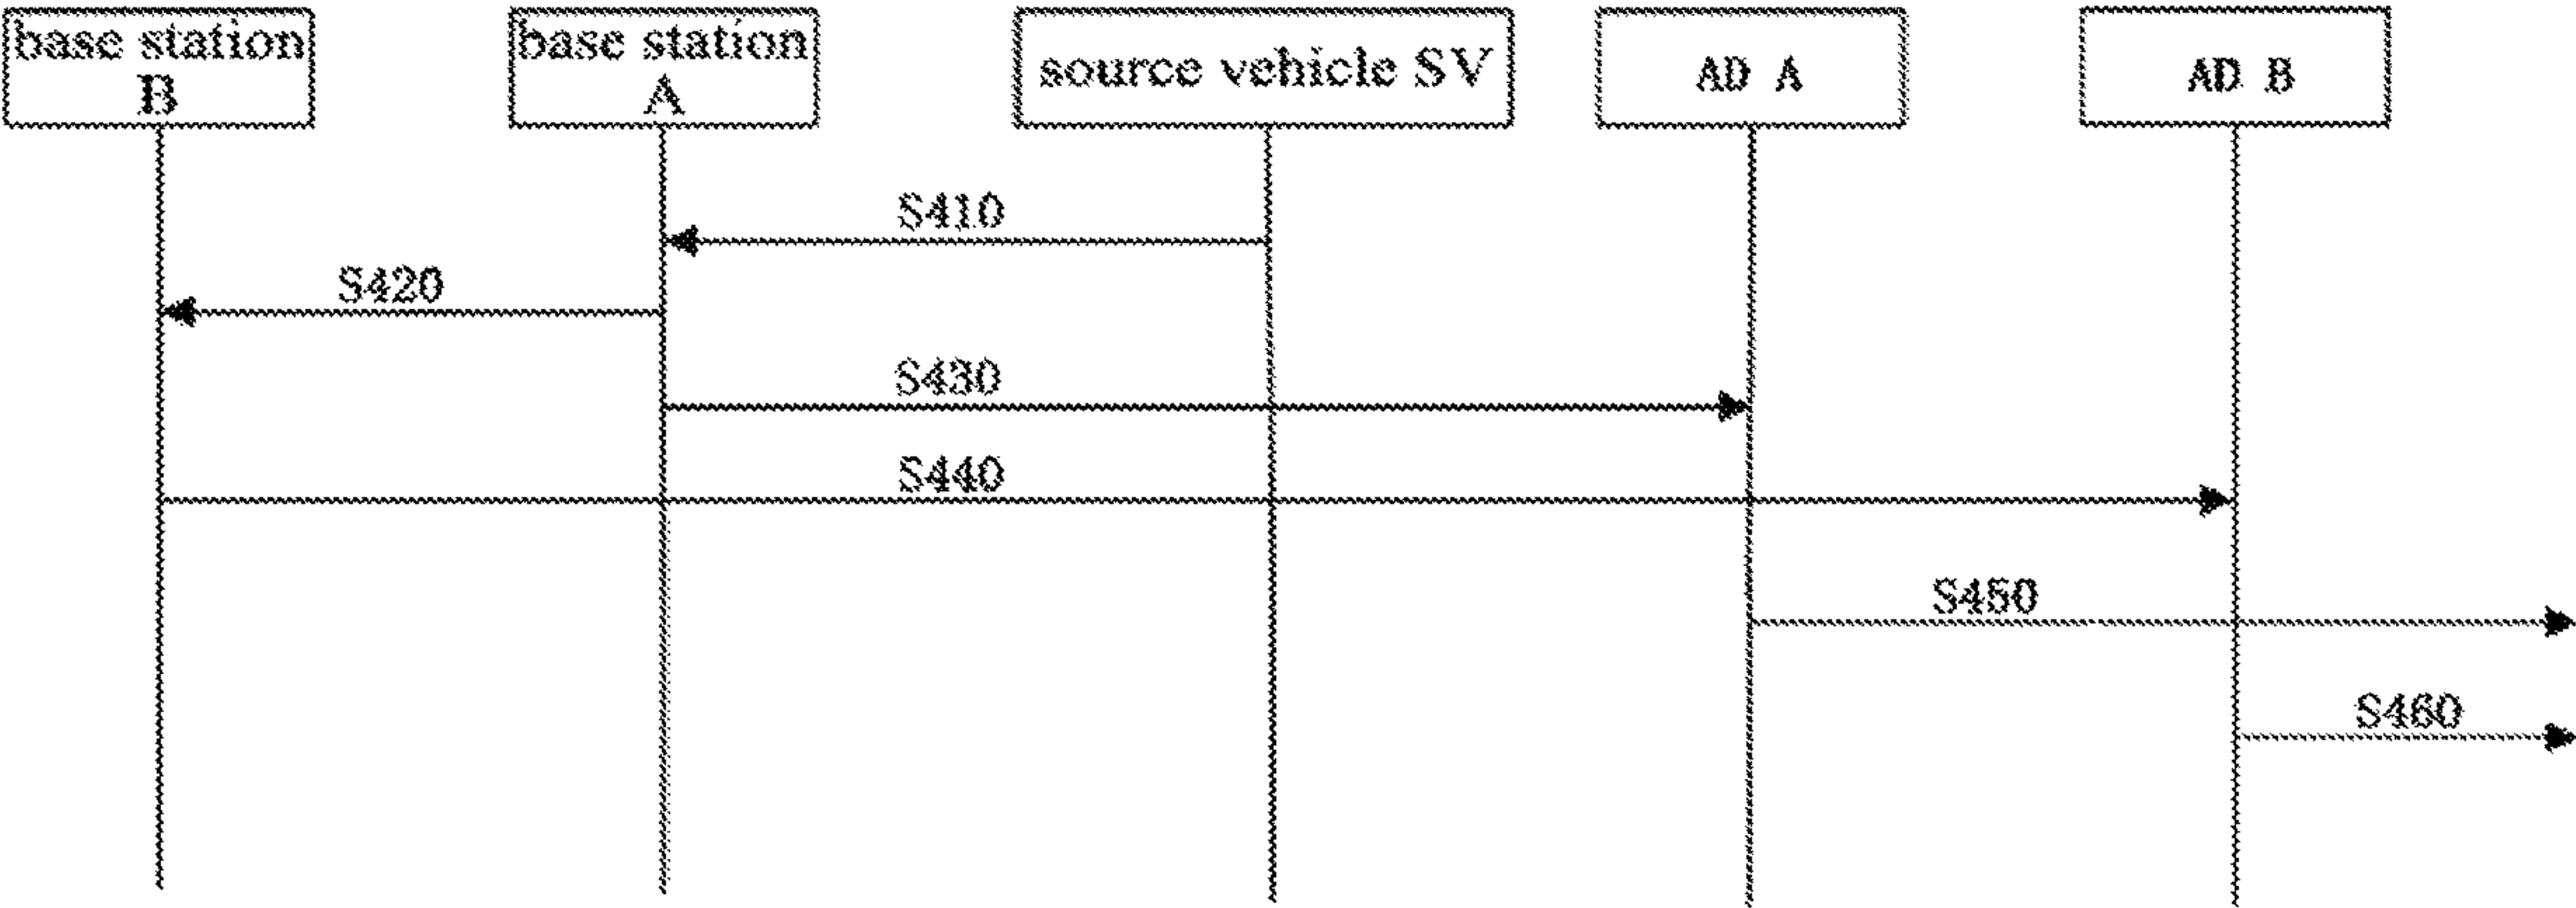 base station
B
base station
A
source vehicle SV
AD A
AD B
S410
S420
S430
S440
S450
S460